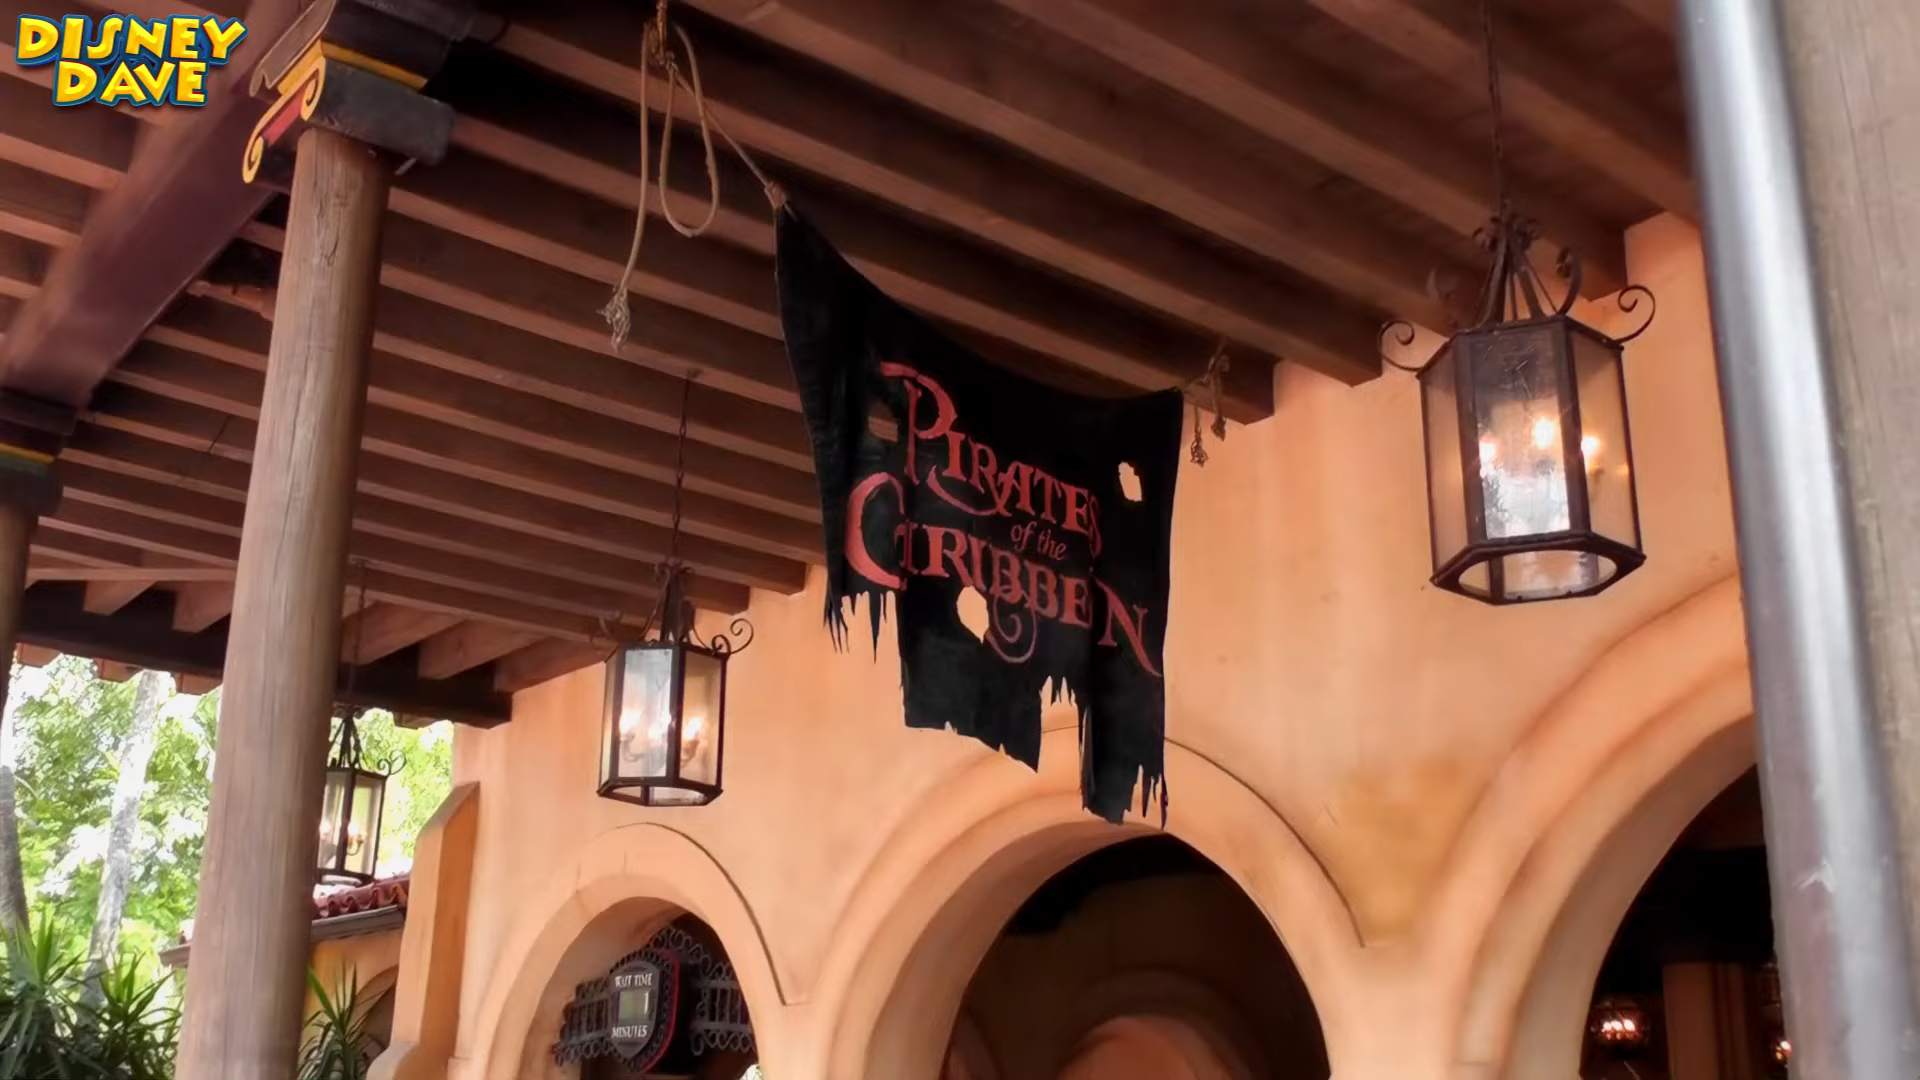 DISNEY
DAVE
PIRATES
of the
CARIBBEAN
WAIT TIME
MINUTES